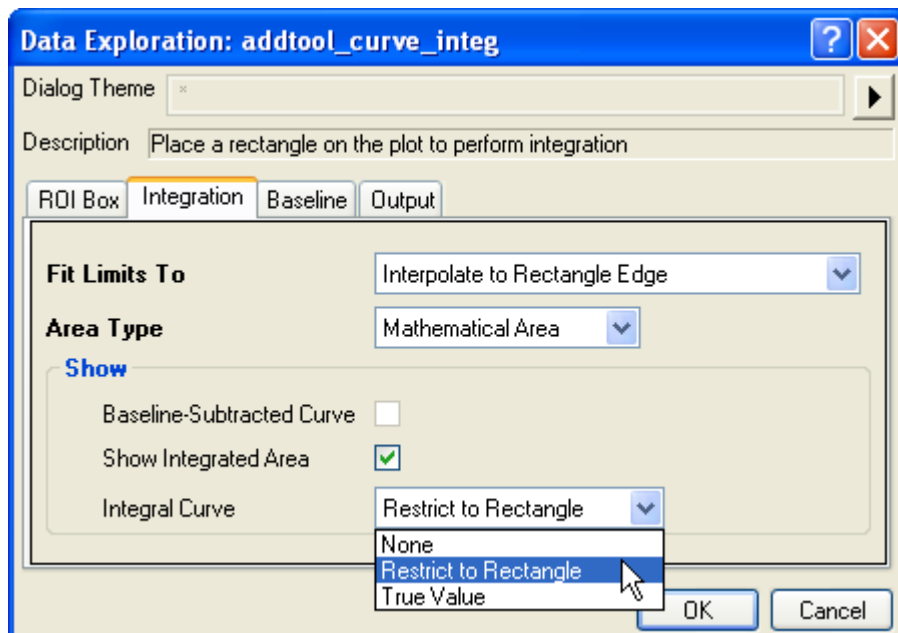 Data Exploration: addtool_curve_integ
Dialog Theme *
Description Place a rectangle on the plot to perform integration
ROI Box Integration Baseline Output
Fit Limits To Interpolate to Rectangle Edge
Area Type Mathematical Area
Show
Baseline-Subtracted Curve
Show Integrated Area
Integral Curve Restrict to Rectangle
None
Restrict to Rectangle
True Value
OK Cancel